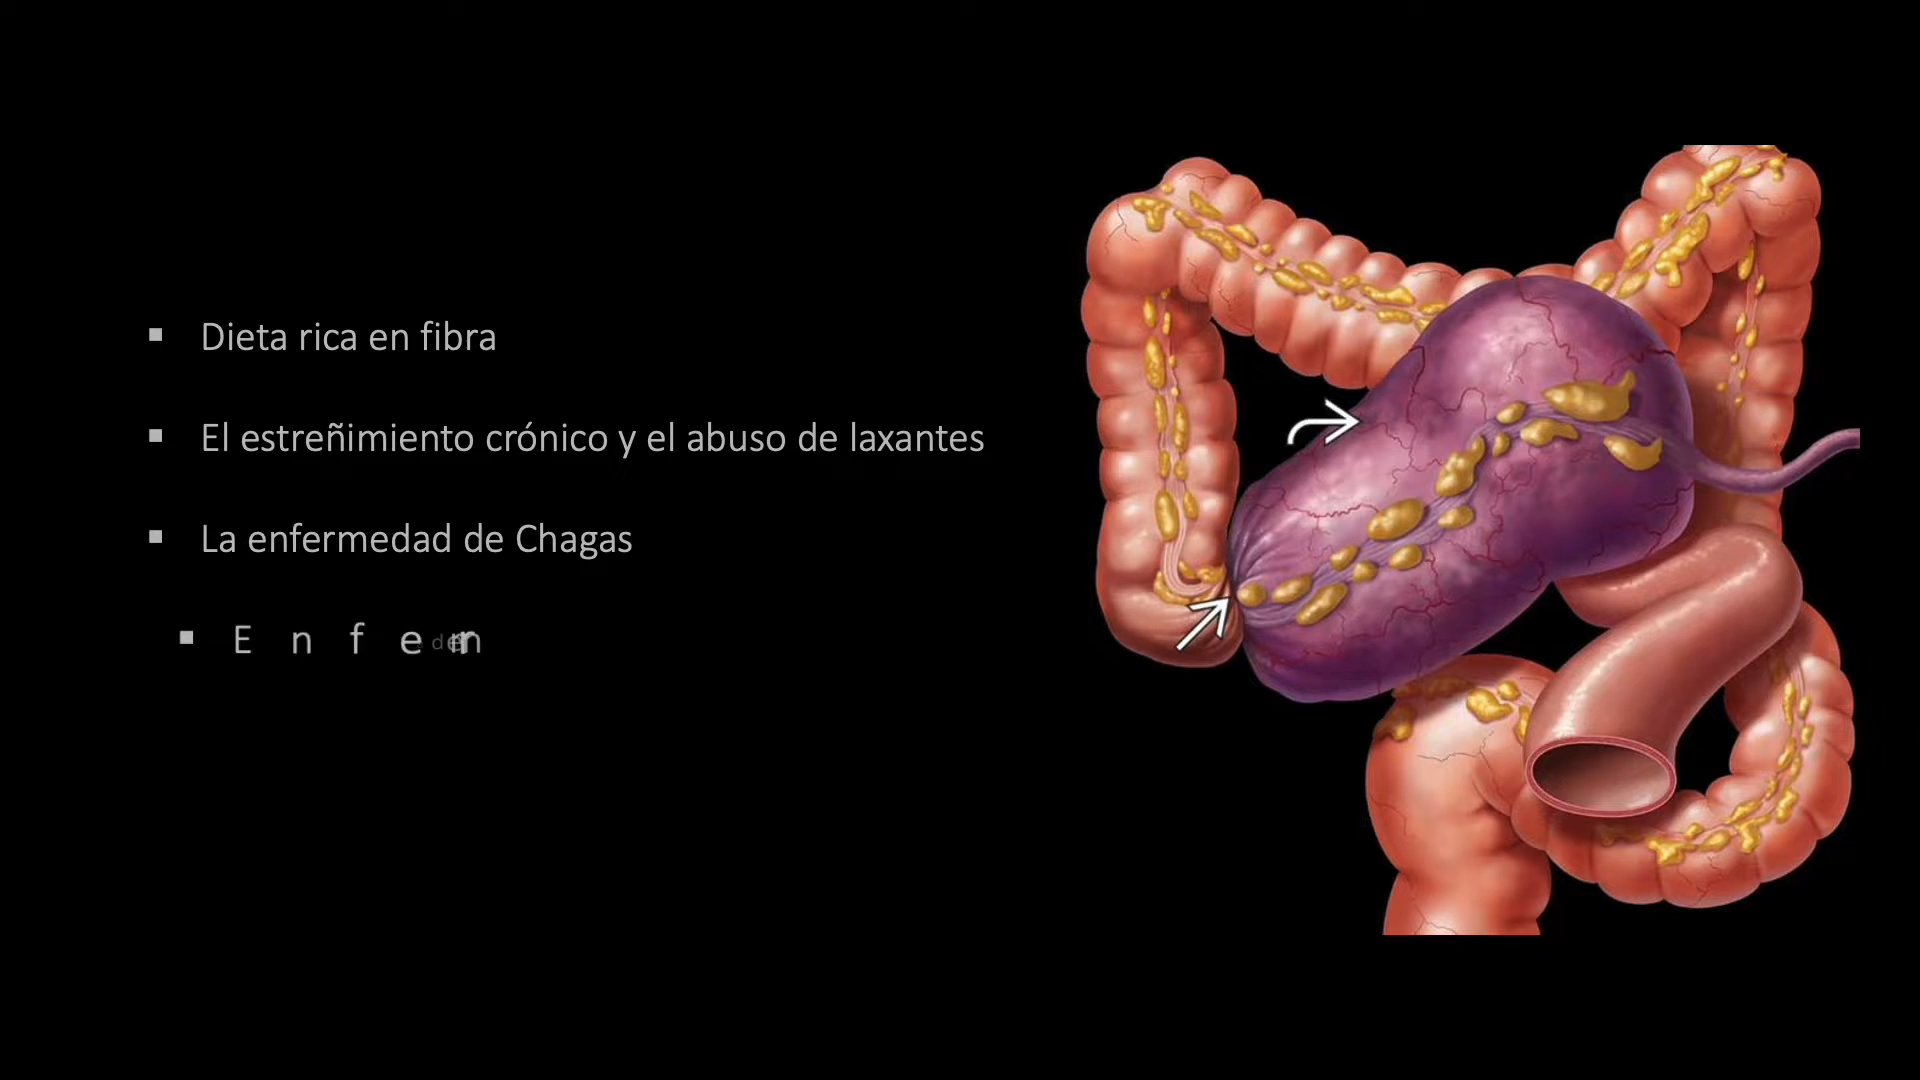 Dieta rica en fibra
El estreñimiento crónico y el abuso de laxantes
La enfermedad de Chagas